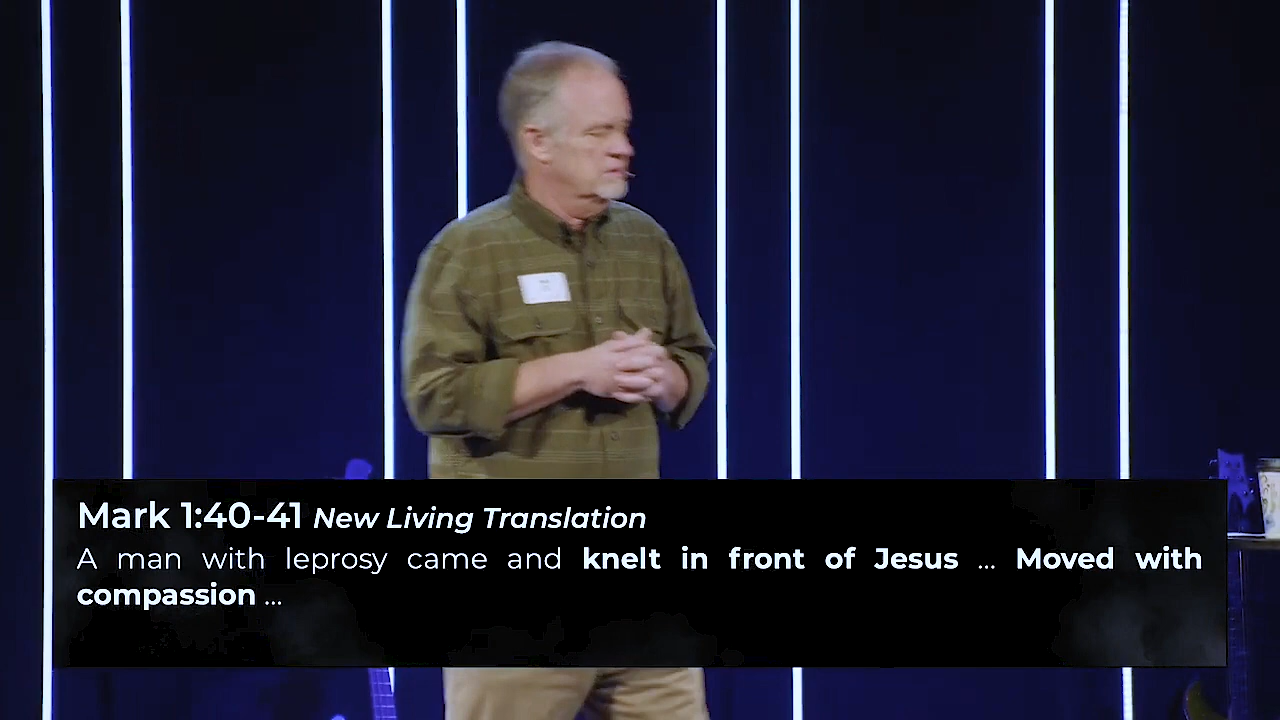 Mark 1:40-41 New Living Translation
A man with leprosy came and knelt in front of Jesus ... Moved with
compassion ...